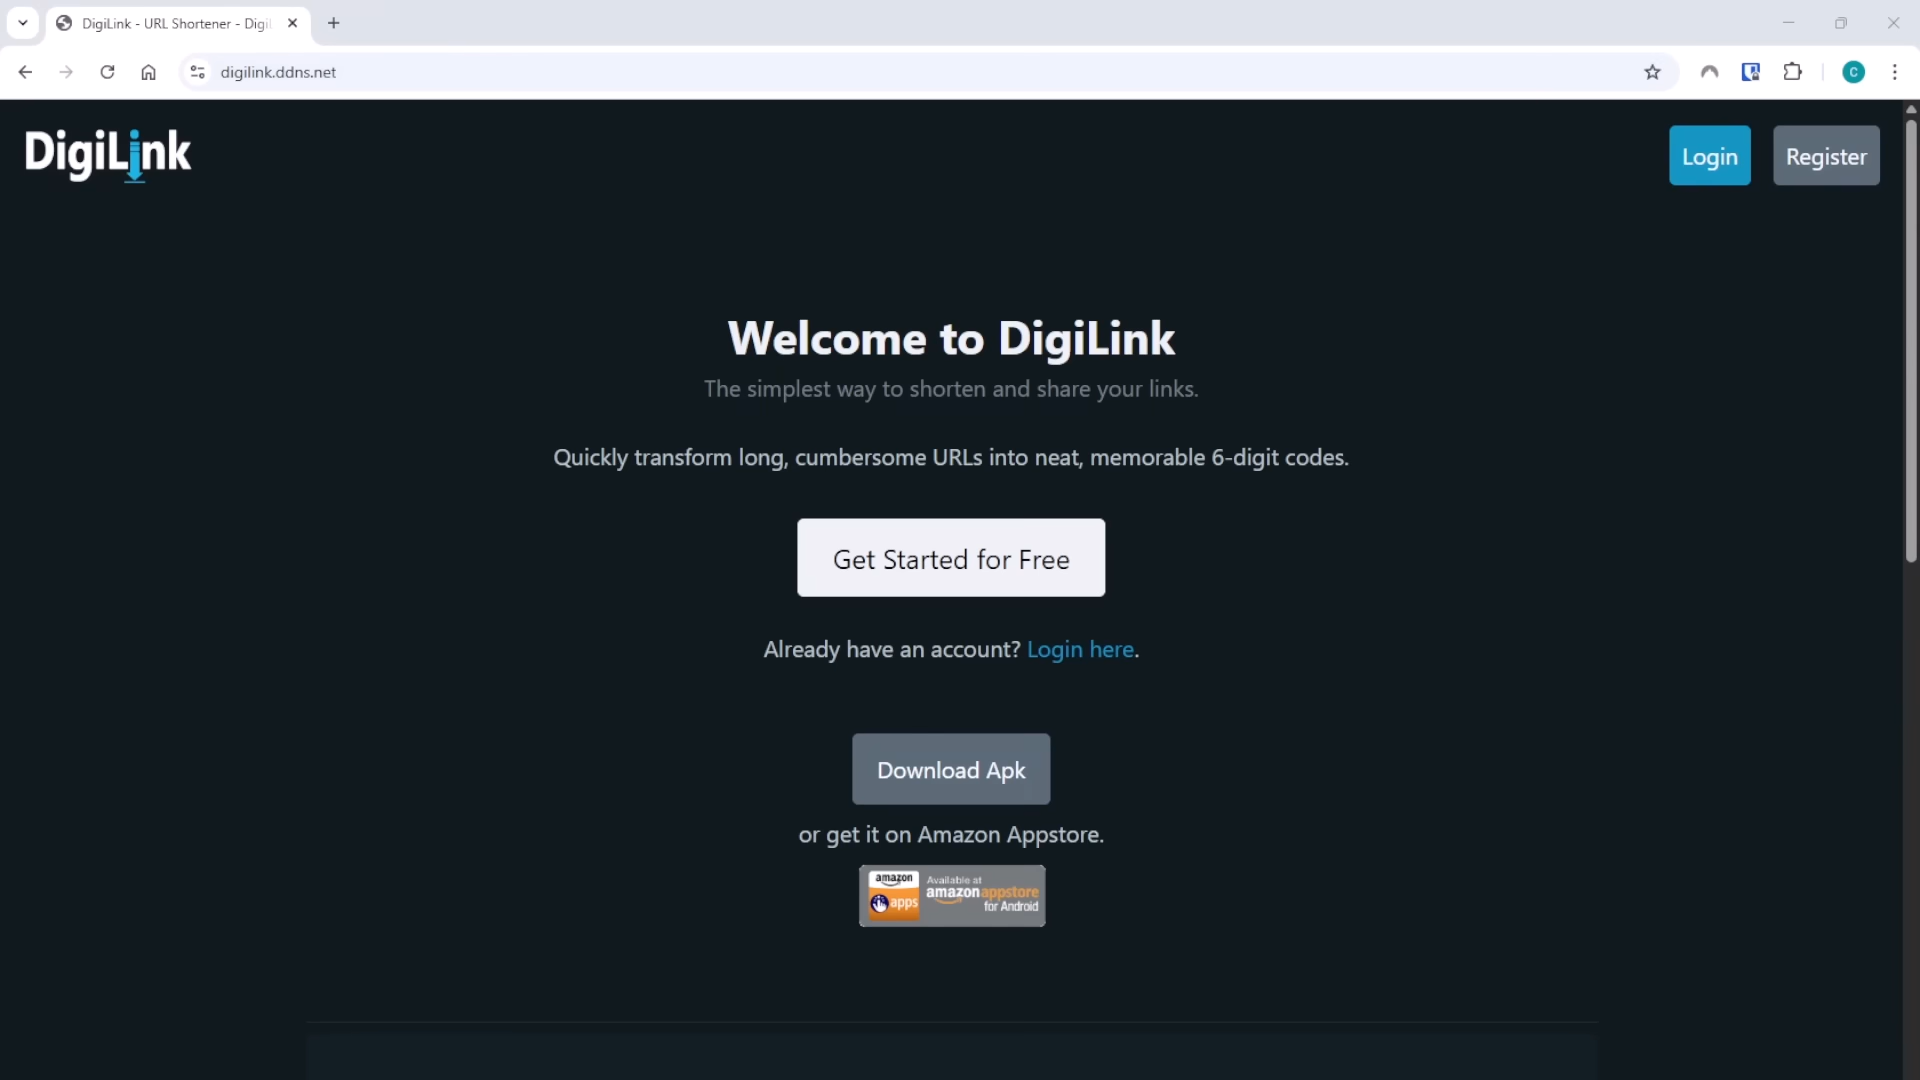 DigiLink - URL Shortener - Digi
digilink.ddns.net
C
DigiLink
Login
Register
Welcome to DigiLink
The simplest way to shorten and share your links.
Quickly transform long, cumbersome URLs into neat, memorable 6-digit codes.
Get Started for Free
Already have an account? Login here.
Download Apk
or get it on Amazon Appstore.
amazon
apps
Available at
amazon appstore
for Android